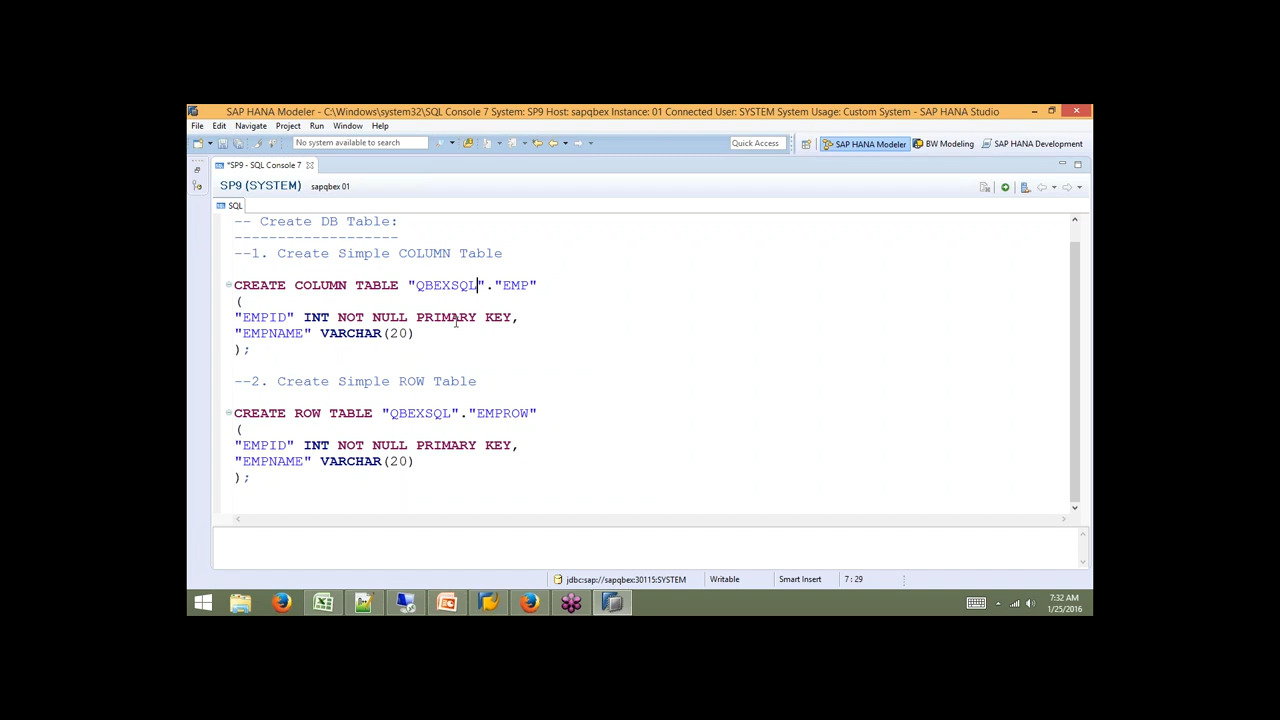 SAP HANA Modeler - C:\Windows\system32\SQL Console 7 System: SP9 Host: sapqbex Instance: 01 Connected User: SYSTEM System Usage: Custom System - SAP HANA Studio
File Edit Navigate Project Run Window Help
No system available to search
Quick Access
SAP HANA Modeler
BW Modeling
SAP HANA Development
*SP9 - SQL Console 7
SP9 (SYSTEM) sapqbex 01
SQL
-- Create DB Table:
-------------------
--1. Create Simple COLUMN Table
CREATE COLUMN TABLE "QBEXSQL"."EMP"
(
"EMPID" INT NOT NULL PRIMARY KEY,
"EMPNAME" VARCHAR(20)
);
--2. Create Simple ROW Table
CREATE ROW TABLE "QBEXSQL"."EMPROW"
(
"EMPID" INT NOT NULL PRIMARY KEY,
"EMPNAME" VARCHAR(20)
);
jdbc:sap://sapqbex:30115:SYSTEM
Writable
Smart Insert
7 : 29
7:32 AM
1/25/2016